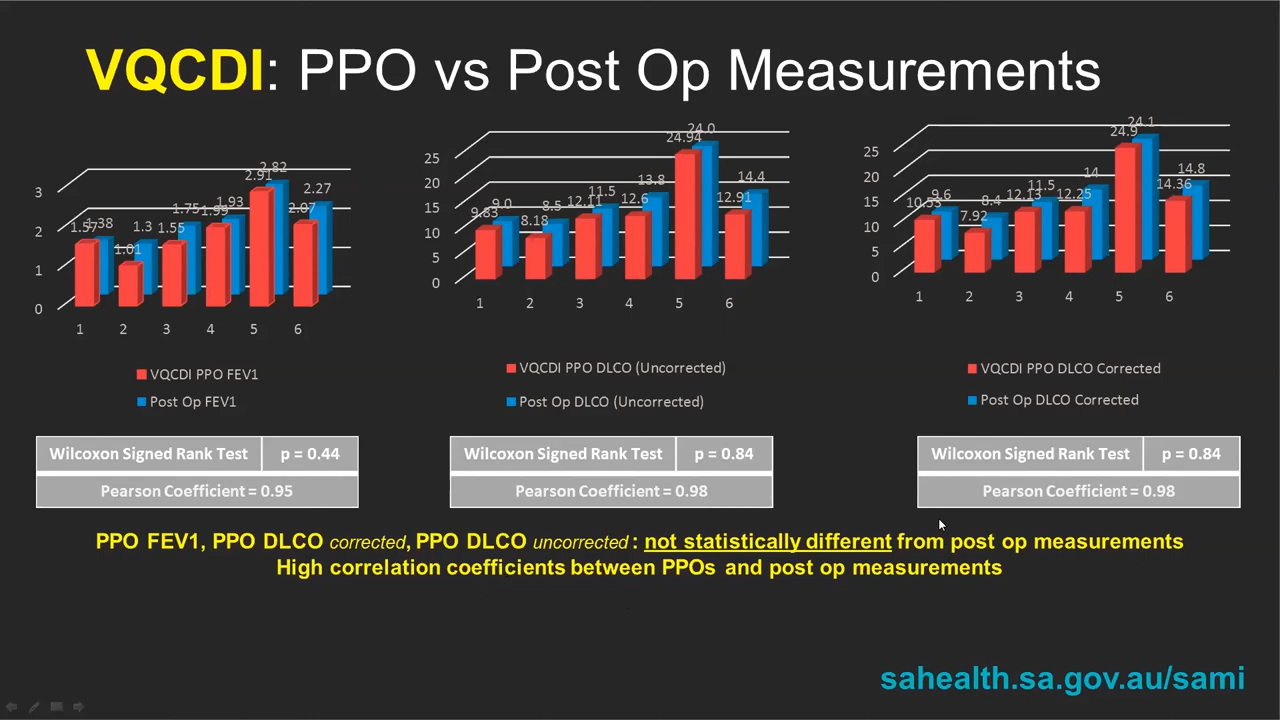 VQCDI: PPO vs Post Op Measurements
3
2
1
0
1.57 1.38
1.01 1.3
1.55 1.75
1.99 1.93
2.91 2.82
2.07 2.27
1 2 3 4 5 6
VQCDI PPO FEV1
Post Op FEV1
25
20
15
10
5
0
9.83 9.0
8.18 8.5
12.11 11.5
12.6 13.8
24.94 24.0
12.91 14.4
1 2 3 4 5 6
VQCDI PPO DLCO (Uncorrected)
Post Op DLCO (Uncorrected)
25
20
15
10
5
0
9.6
7.92 8.4
12.13 11.5
12.25 14
24.9 24.1
14.36 14.8
1 2 3 4 5 6
VQCDI PPO DLCO Corrected
Post Op DLCO Corrected
Wilcoxon Signed Rank Test p = 0.44
Pearson Coefficient = 0.95
Wilcoxon Signed Rank Test p = 0.84
Pearson Coefficient = 0.98
Wilcoxon Signed Rank Test p = 0.84
Pearson Coefficient = 0.98
PPO FEV1, PPO DLCO corrected, PPO DLCO uncorrected : not statistically different from post op measurements
High correlation coefficients between PPOs and post op measurements
sahealth.sa.gov.au/sami